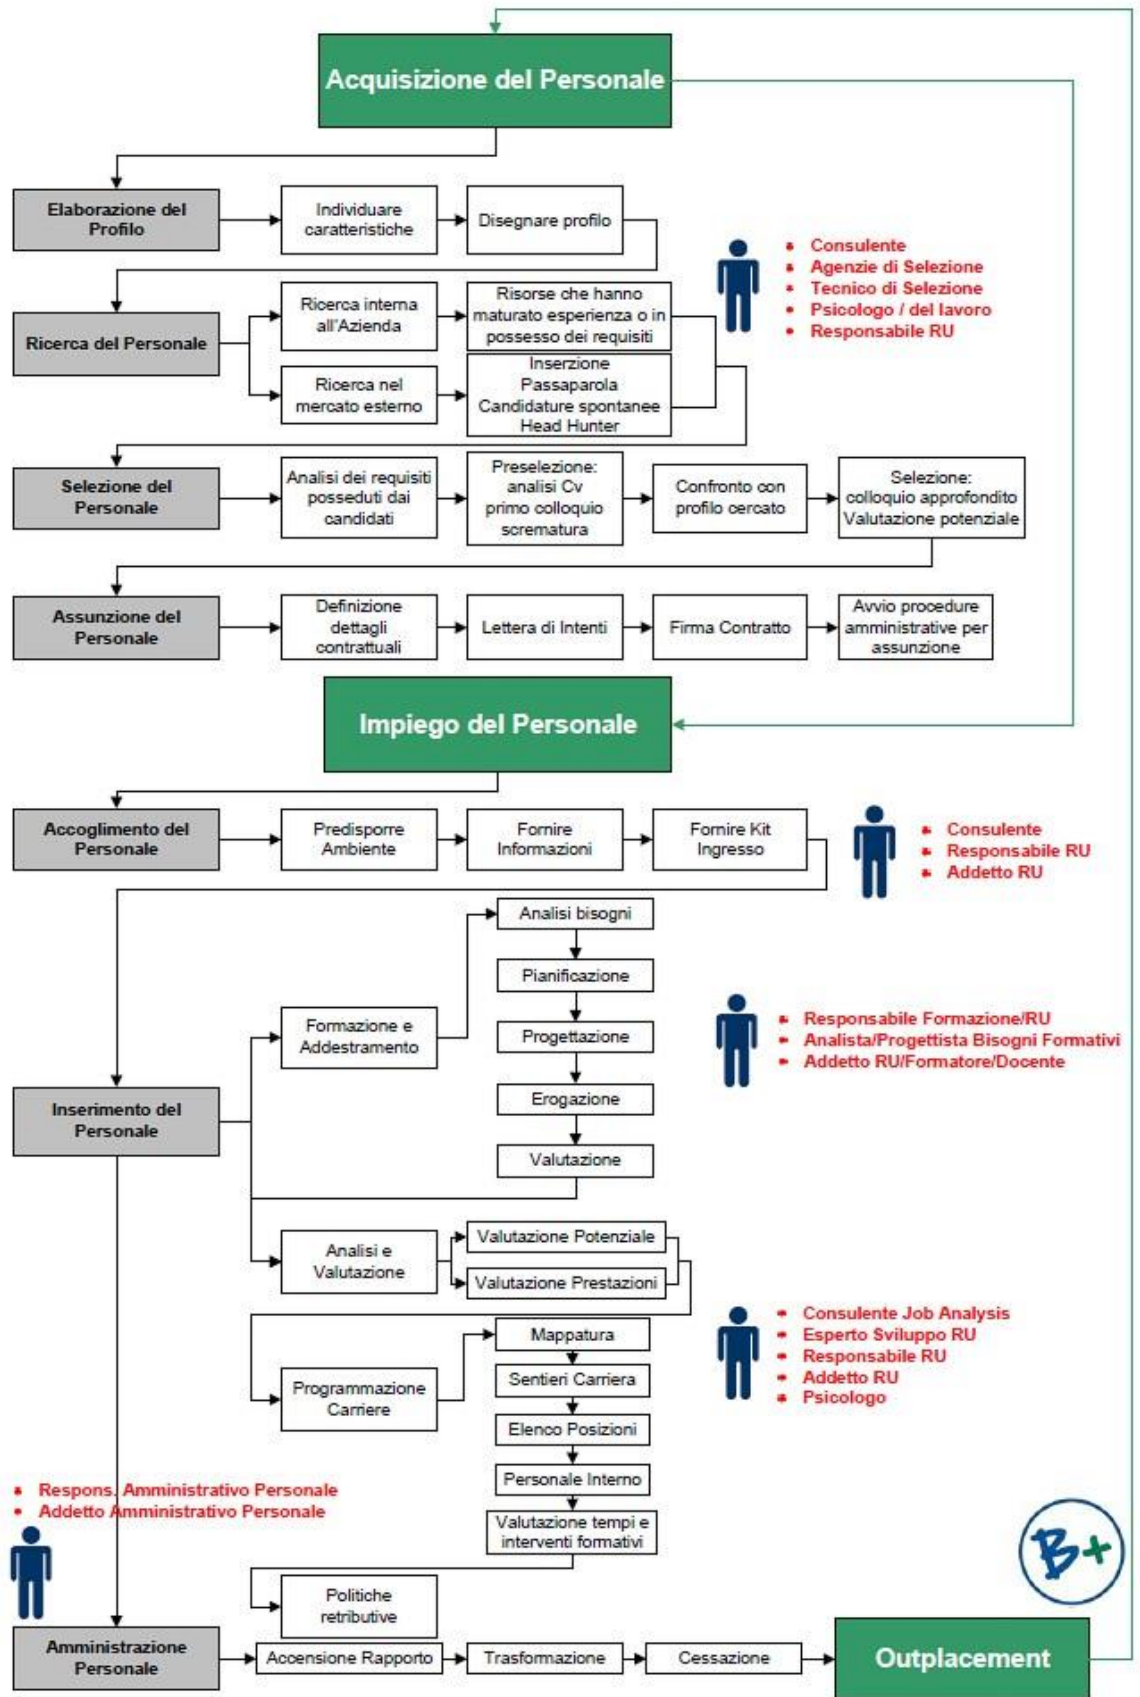 Acquisizione del Personale
Elaborazione del
Profilo
Individuare
caratteristiche
Disegnare profilo
Consulente
Agenzie di Selezione
Tecnico di Selezione
Psicologo / del lavoro
Responsabile RU
Ricerca del Personale
Ricerca interna
all'Azienda
Risorse che hanno
maturato esperienza o in
possesso dei requisiti
Ricerca nel
mercato esterno
Inserzione
Passaparola
Candidature spontanee
Head Hunter
Selezione del
Personale
Analisi dei requisiti
posseduti dai
candidati
Preselezione:
analisi Cv
primo colloquio
scrematura
Confronto con
profilo cercato
Selezione:
colloquio approfondito
Valutazione potenziale
Assunzione del
Personale
Definizione
dettagli
contrattuali
Lettera di Intenti
Firma Contratto
Avvio procedure
amministrative per
assunzione
Impiego del Personale
Accoglimento del
Personale
Predisporre
Ambiente
Fornire
Informazioni
Fornire Kit
Ingresso
Consulente
Responsabile RU
Addetto RU
Inserimento del
Personale
Formazione e
Addestramento
Analisi bisogni
Pianificazione
Progettazione
Erogazione
Valutazione
Responsabile Formazione/RU
Analista/Progettista Bisogni Formativi
Addetto RU/Formatore/Docente
Analisi e
Valutazione
Valutazione Potenziale
Valutazione Prestazioni
Programmazione
Carriere
Mappatura
Sentieri Carriera
Elenco Posizioni
Personale Interno
Valutazione tempi e
interventi formativi
Consulente Job Analysis
Esperto Sviluppo RU
Responsabile RU
Addetto RU
Psicologo
Politiche
retributive
Respons. Amministrativo Personale
Addetto Amministrativo Personale
B+
Amministrazione
Personale
Accensione Rapporto
Trasformazione
Cessazione
Outplacement